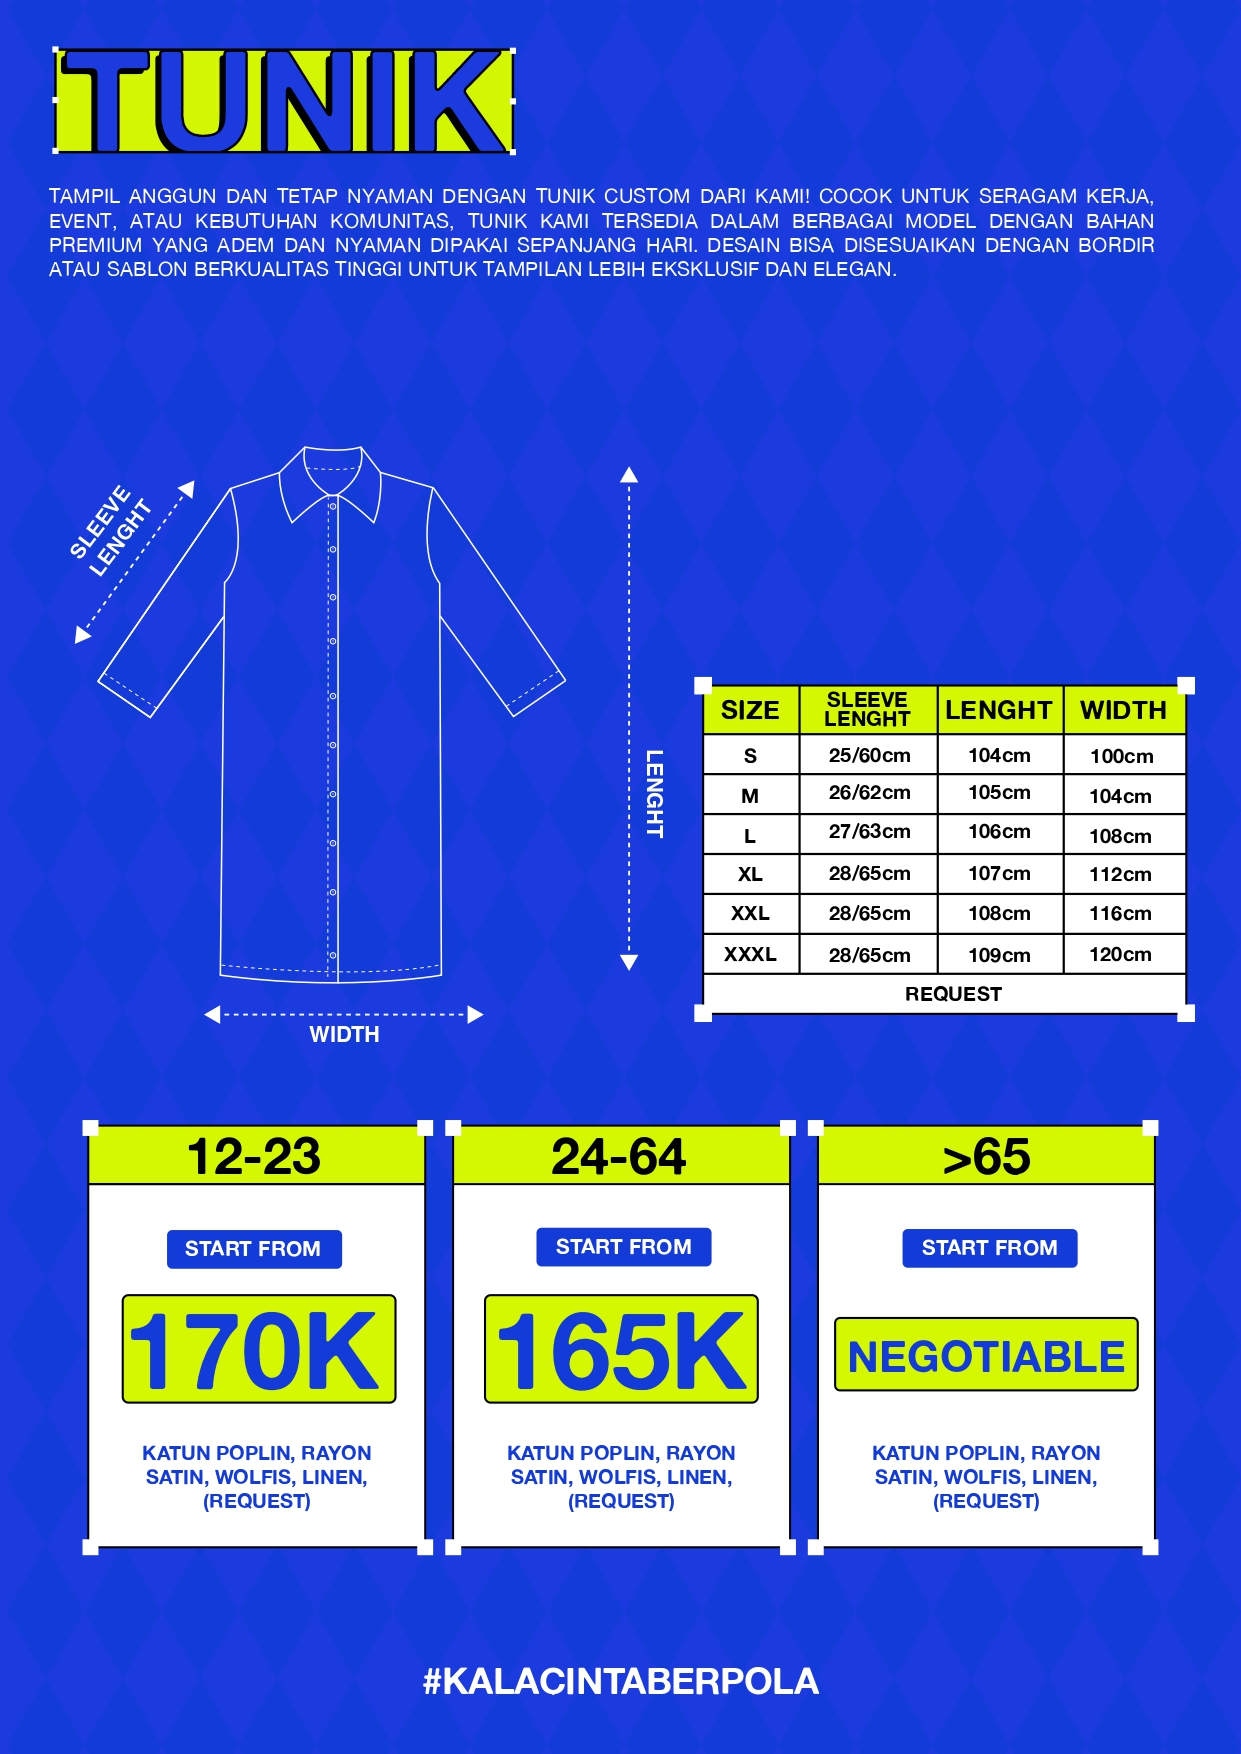 TUNIK
TAMPIL ANGGUN DAN TETAP NYAMAN DENGAN TUNIK CUSTOM DARI KAMI! COCOK UNTUK SERAGAM KERJA,
EVENT, ATAU KEBUTUHAN KOMUNITAS, TUNIK KAMI TERSEDIA DALAM BERBAGAI MODEL DENGAN BAHAN
PREMIUM YANG ADEM DAN NYAMAN DIPAKAI SEPANJANG HARI. DESAIN BISA DISESUAIKAN DENGAN BORDIR
ATAU SABLON BERKUALITAS TINGGI UNTUK TAMPILAN LEBIH EKSKLUSIF DAN ELEGAN.
SLEEVE
LENGHT
LENGHT
WIDTH
SIZE SLEEVE LENGHT LENGHT WIDTH
S 25/60cm 104cm 100cm
M 26/62cm 105cm 104cm
L 27/63cm 106cm 108cm
XL 28/65cm 107cm 112cm
XXL 28/65cm 108cm 116cm
XXXL 28/65cm 109cm 120cm
REQUEST
12-23
START FROM
170K
KATUN POPLIN, RAYON
SATIN, WOLFIS, LINEN,
(REQUEST)
24-64
START FROM
165K
KATUN POPLIN, RAYON
SATIN, WOLFIS, LINEN,
(REQUEST)
>65
START FROM
NEGOTIABLE
KATUN POPLIN, RAYON
SATIN, WOLFIS, LINEN,
(REQUEST)
#KALACINTABERPOLA